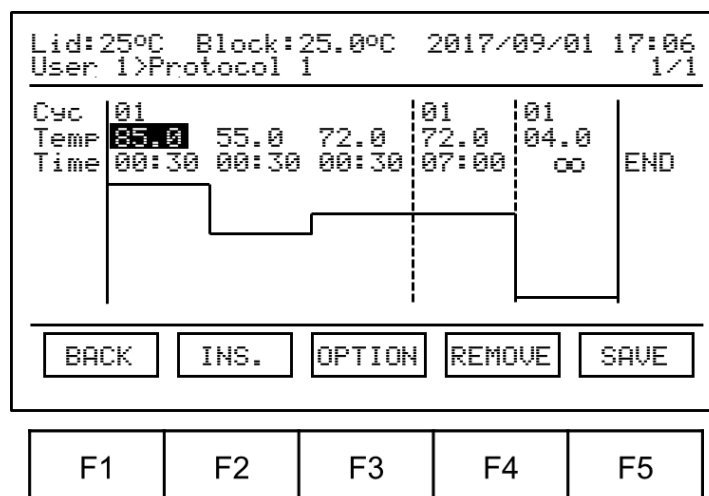 Lid:25ºC Block:25.0ºC 2017/09/01 17:06
User 1>Protocol 1 1/1
Cyc 01 01 01
Temp 85.0 55.0 72.0 72.0 04.0
Time 00:30 00:30 00:30 07:00 ∞ END
BACK INS. OPTION REMOVE SAVE
F1 F2 F3 F4 F5